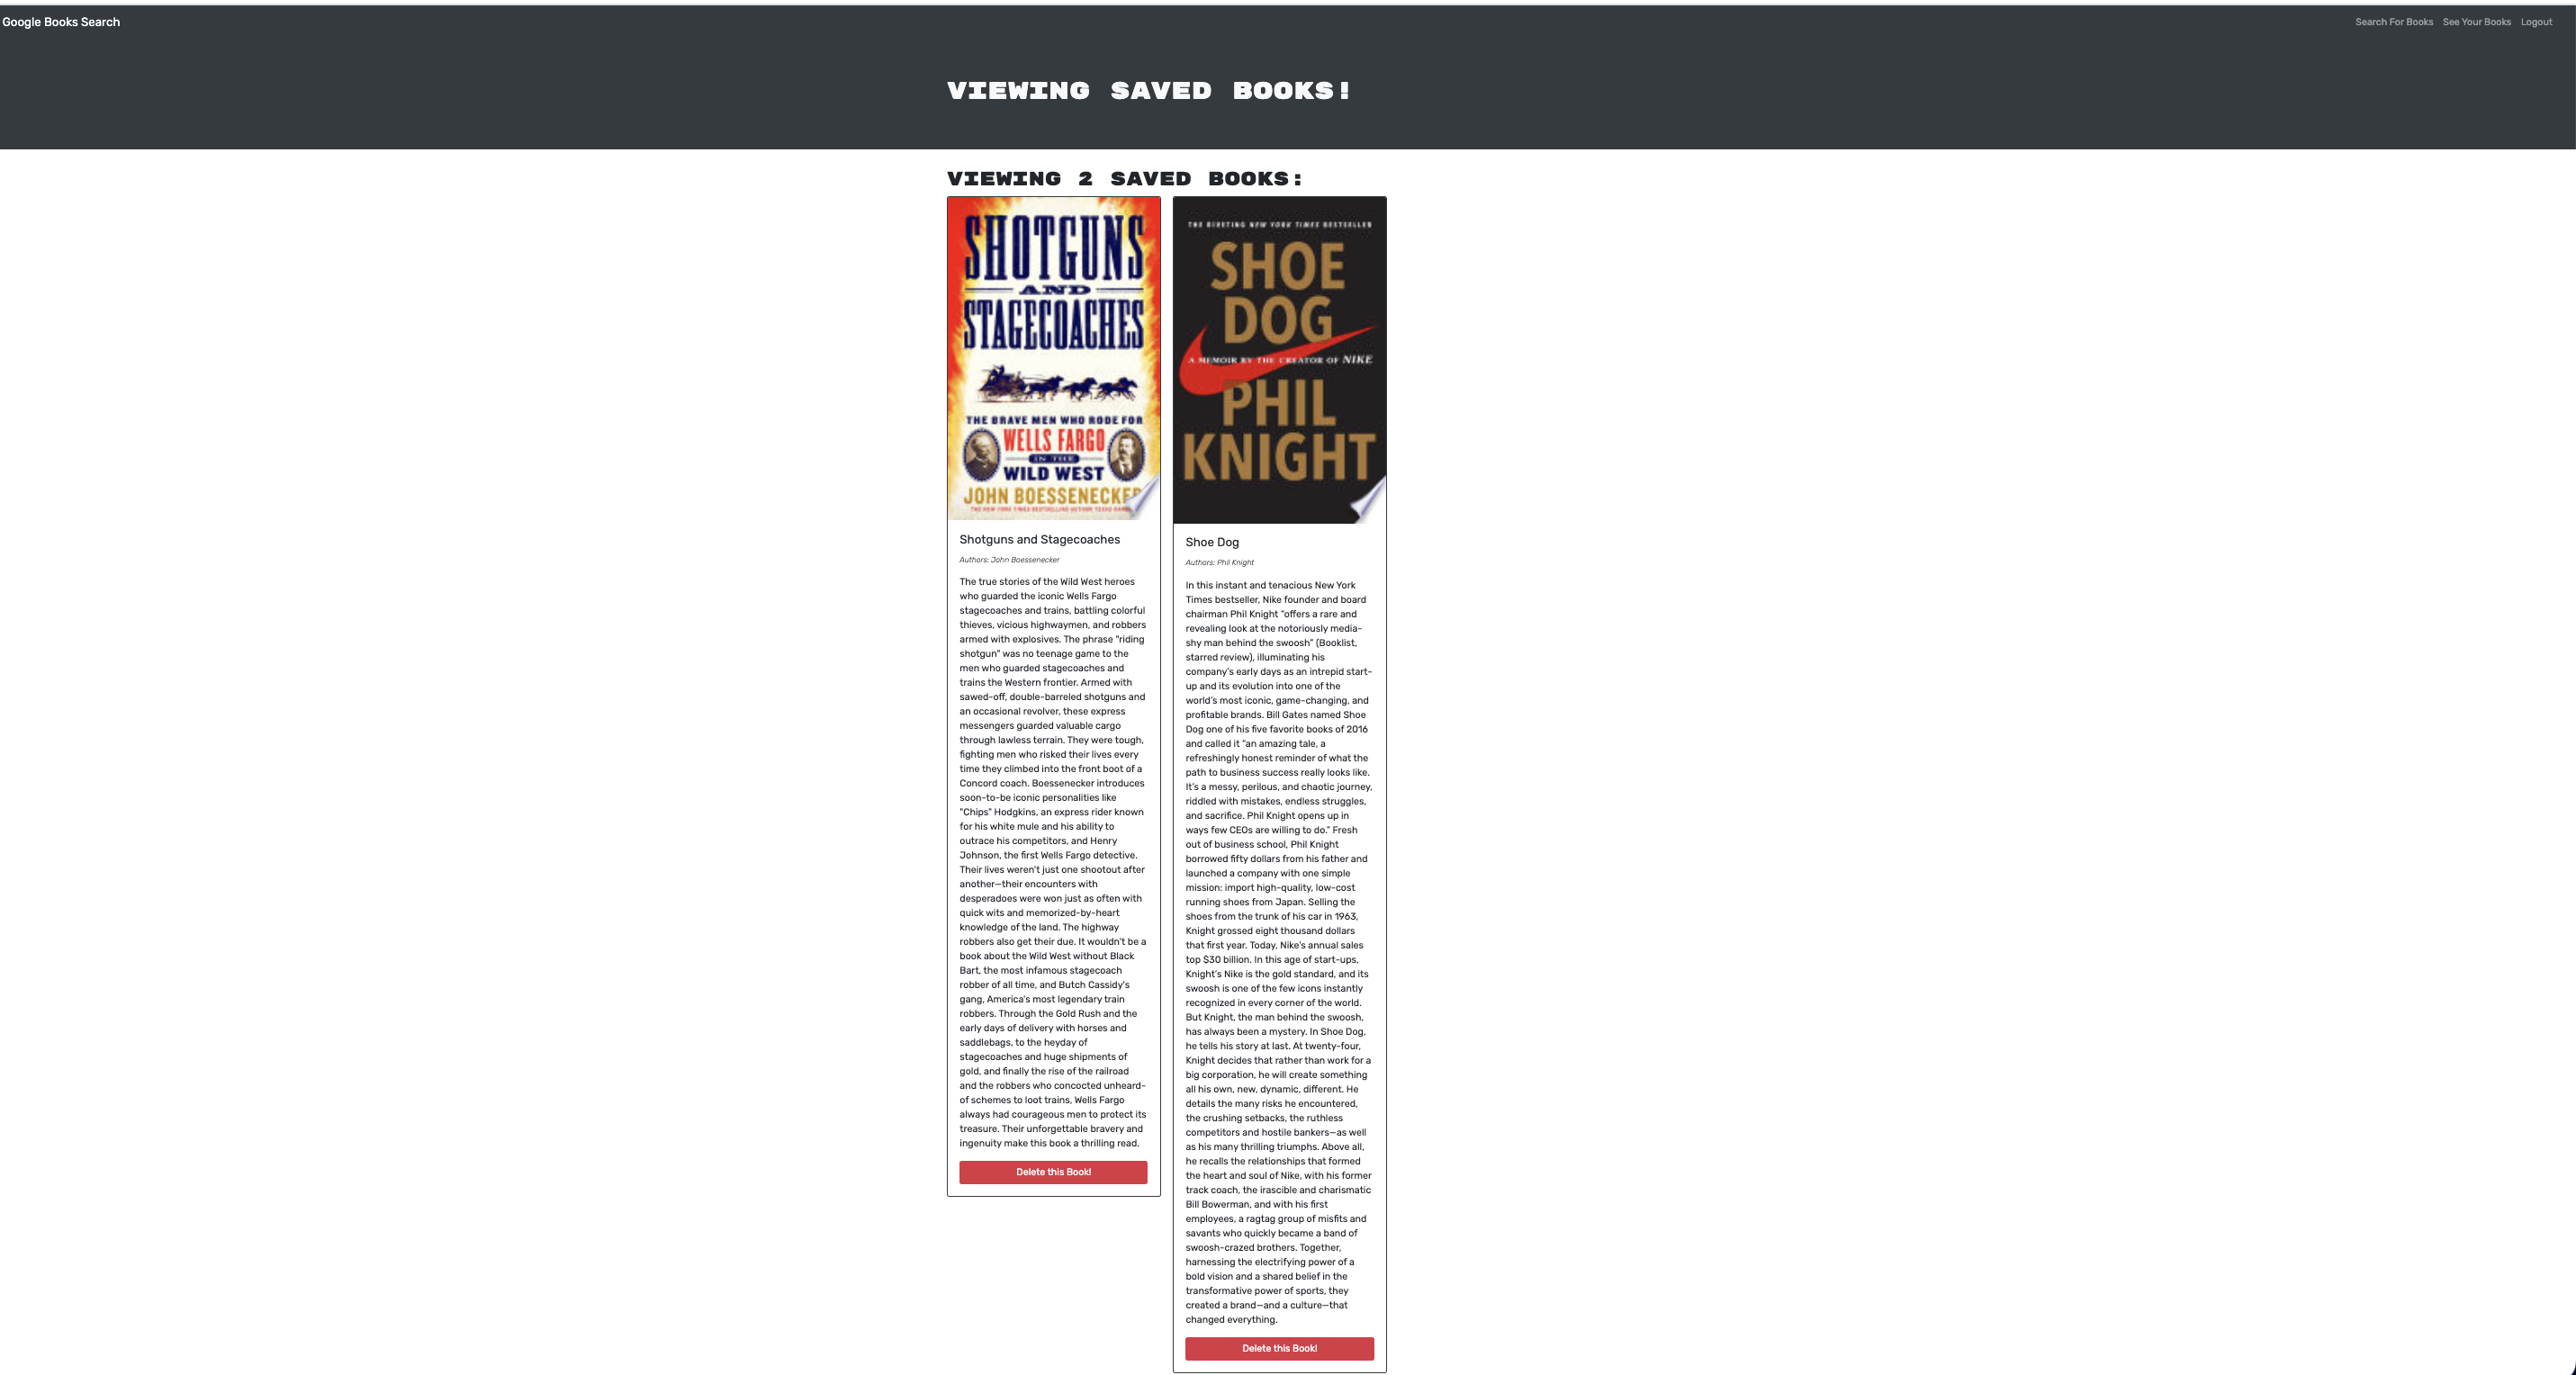 Google Books Search
Search For Books See Your Books Logout
VIEWING SAVED BOOKS!
VIEWING 2 SAVED BOOKS:
SHOTGUNS
AND
STAGECOACHES
THE BRAVE MEN WHO RODE FOR
WELLS FARGO
IN THE
WILD WEST
JOHN BOESSENECKER
THE NEW YORK TIMES BESTSELLING AUTHOR TEXAS
Shotguns and Stagecoaches
Authors: John Boessenecker
The true stories of the Wild West heroes
who guarded the iconic Wells Fargo
stagecoaches and trains, battling colorful
thieves, vicious highwaymen, and robbers
armed with explosives. The phrase "riding
shotgun" was no teenage game to the
men who guarded stagecoaches and
trains the Western frontier. Armed with
sawed-off, double-barreled shotguns and
an occasional revolver, these express
messengers guarded valuable cargo
through lawless terrain. They were tough,
fighting men who risked their lives every
time they climbed into the front boot of a
Concord coach. Boessenecker introduces
soon-to-be iconic personalities like
"Chips" Hodgkins, an express rider known
for his white mule and his ability to
outrace his competitors, and Henry
Johnson, the first Wells Fargo detective.
Their lives weren't just one shootout after
another—their encounters with
desperadoes were won just as often with
quick wits and memorized-by-heart
knowledge of the land. The highway
robbers also get their due. It wouldn't be a
book about the Wild West without Black
Bart, the most infamous stagecoach
robber of all time, and Butch Cassidy's
gang, America's most legendary train
robbers. Through the Gold Rush and the
early days of delivery with horses and
saddlebags, to the heyday of
stagecoaches and huge shipments of
gold, and finally the rise of the railroad
and the robbers who concocted unheard-
of schemes to loot trains, Wells Fargo
always had courageous men to protect its
treasure. Their unforgettable bravery and
ingenuity make this book a thrilling read.
Delete this Book!
THE RIVETING NEW YORK TIMES BESTSELLER
SHOE
DOG
A MEMOIR BY THE CREATOR OF NIKE
PHIL
KNIGHT
Shoe Dog
Authors: Phil Knight
In this instant and tenacious New York
Times bestseller, Nike founder and board
chairman Phil Knight “offers a rare and
revealing look at the notoriously media-
shy man behind the swoosh” (Booklist,
starred review), illuminating his
company’s early days as an intrepid start-
up and its evolution into one of the
world’s most iconic, game-changing, and
profitable brands. Bill Gates named Shoe
Dog one of his five favorite books of 2016
and called it “an amazing tale, a
refreshingly honest reminder of what the
path to business success really looks like.
It’s a messy, perilous, and chaotic journey,
riddled with mistakes, endless struggles,
and sacrifice. Phil Knight opens up in
ways few CEOs are willing to do.” Fresh
out of business school, Phil Knight
borrowed fifty dollars from his father and
launched a company with one simple
mission: import high-quality, low-cost
running shoes from Japan. Selling the
shoes from the trunk of his car in 1963,
Knight grossed eight thousand dollars
that first year. Today, Nike’s annual sales
top $30 billion. In this age of start-ups,
Knight’s Nike is the gold standard, and its
swoosh is one of the few icons instantly
recognized in every corner of the world.
But Knight, the man behind the swoosh,
has always been a mystery. In Shoe Dog,
he tells his story at last. At twenty-four,
Knight decides that rather than work for a
big corporation, he will create something
all his own, new, dynamic, different. He
details the many risks he encountered,
the crushing setbacks, the ruthless
competitors and hostile bankers—as well
as his many thrilling triumphs. Above all,
he recalls the relationships that formed
the heart and soul of Nike, with his former
track coach, the irascible and charismatic
Bill Bowerman, and with his first
employees, a ragtag group of misfits and
savants who quickly became a band of
swoosh-crazed brothers. Together,
harnessing the electrifying power of a
bold vision and a shared belief in the
transformative power of sports, they
created a brand—and a culture—that
changed everything.
Delete this Book!